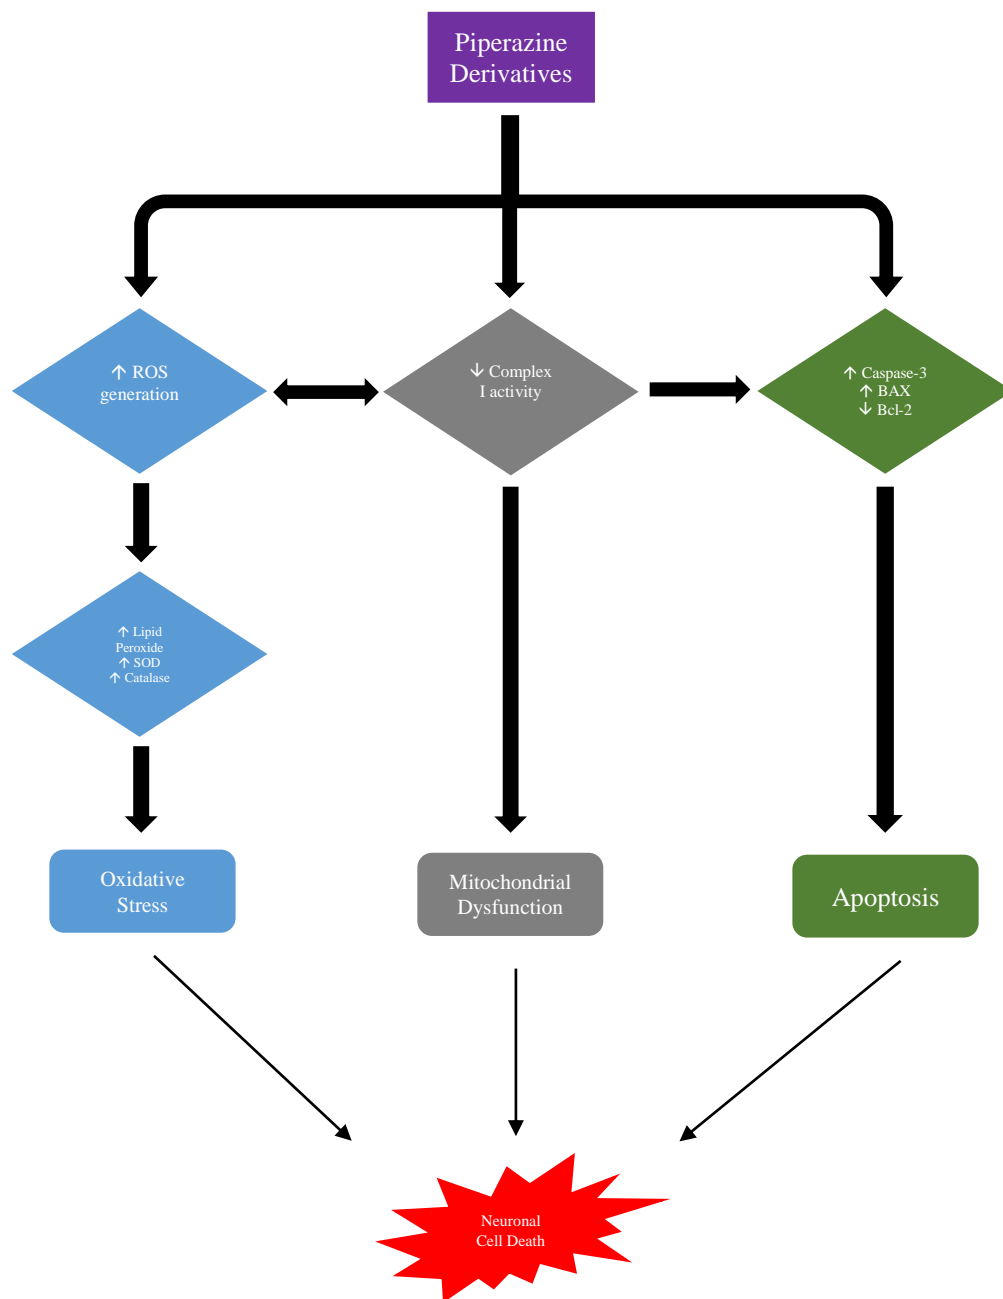 Piperazine
Derivatives
↑ ROS
generation
↓ Complex
I activity
↑ Caspase-3
↑ BAX
↓ Bcl-2
↑ Lipid
Peroxide
↑ SOD
↑ Catalase
Oxidative
Stress
Mitochondrial
Dysfunction
Apoptosis
Neuronal
Cell Death